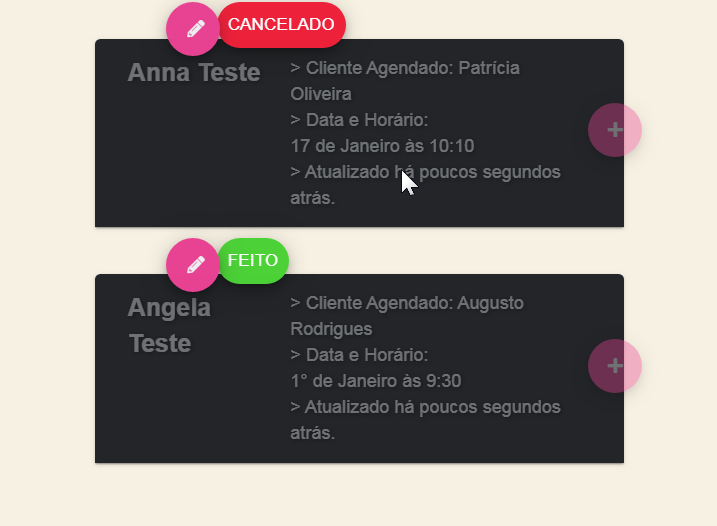 CANCELADO
Anna Teste
> Cliente Agendado: Patrícia
Oliveira
> Data e Horário:
17 de Janeiro às 10:10
> Atualizado há poucos segundos
atrás.
FEITO
Angela
Teste
> Cliente Agendado: Augusto
Rodrigues
> Data e Horário:
1° de Janeiro às 9:30
> Atualizado há poucos segundos
atrás.